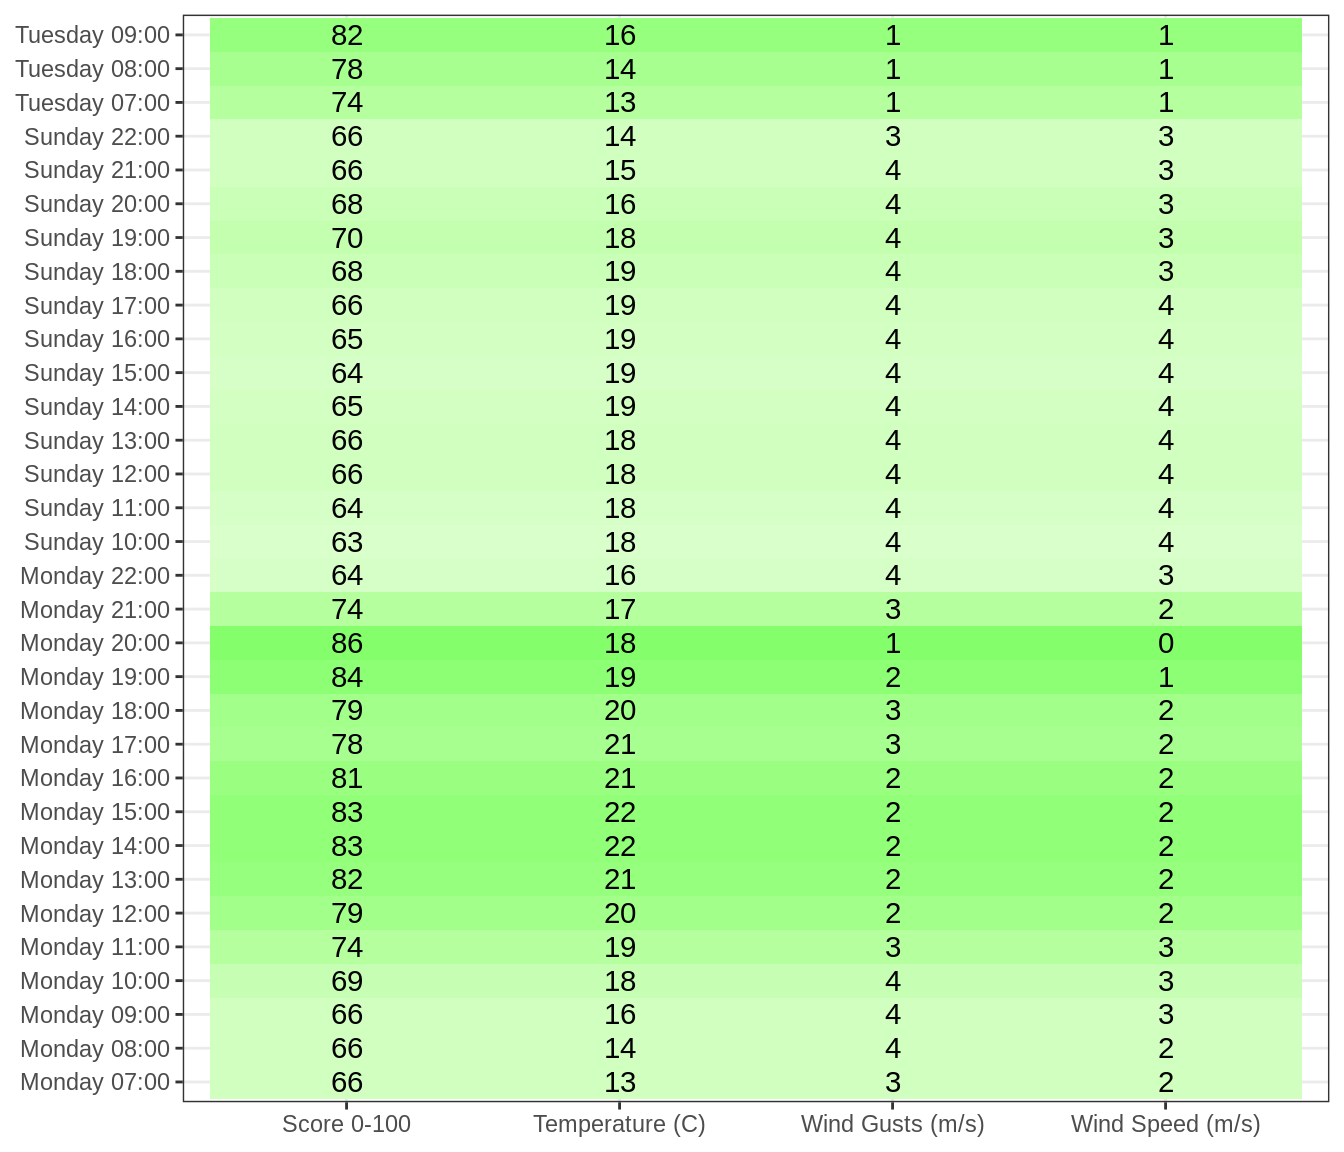 Tuesday 09:00 82 16 1 1
Tuesday 08:00 78 14 1 1
Tuesday 07:00 74 13 1 1
Sunday 22:00 66 14 3 3
Sunday 21:00 66 15 4 3
Sunday 20:00 68 16 4 3
Sunday 19:00 70 18 4 3
Sunday 18:00 68 19 4 3
Sunday 17:00 66 19 4 4
Sunday 16:00 65 19 4 4
Sunday 15:00 64 19 4 4
Sunday 14:00 65 19 4 4
Sunday 13:00 66 18 4 4
Sunday 12:00 66 18 4 4
Sunday 11:00 64 18 4 4
Sunday 10:00 63 18 4 4
Monday 22:00 64 16 4 3
Monday 21:00 74 17 3 2
Monday 20:00 86 18 1 0
Monday 19:00 84 19 2 1
Monday 18:00 79 20 3 2
Monday 17:00 78 21 3 2
Monday 16:00 81 21 2 2
Monday 15:00 83 22 2 2
Monday 14:00 83 22 2 2
Monday 13:00 82 21 2 2
Monday 12:00 79 20 2 2
Monday 11:00 74 19 3 3
Monday 10:00 69 18 4 3
Monday 09:00 66 16 4 3
Monday 08:00 66 14 4 2
Monday 07:00 66 13 3 2
Score 0-100 Temperature (C) Wind Gusts (m/s) Wind Speed (m/s)